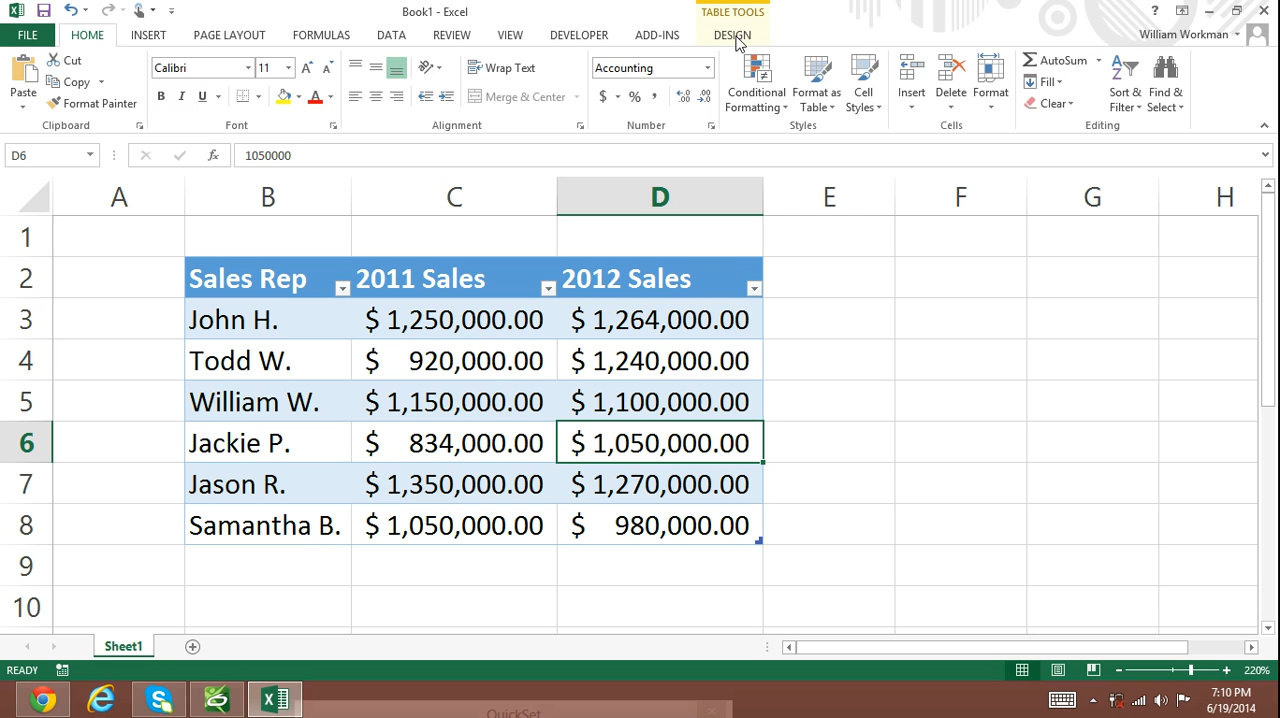 Book1 - Excel
TABLE TOOLS
?
FILE HOME INSERT PAGE LAYOUT FORMULAS DATA REVIEW VIEW DEVELOPER ADD-INS DESIGN William Workman
Paste
Cut
Copy
Format Painter
Clipboard
Calibri 11
B I U A
Font
Wrap Text
Merge & Center
Alignment
Accounting
$ % ,
Number
Conditional Formatting
Format as Table
Cell Styles
Styles
Insert
Delete
Format
Cells
AutoSum
Fill
Clear
Sort & Filter
Find & Select
Editing
D6 fx 1050000
A B C D E F G H
1
2 Sales Rep 2011 Sales 2012 Sales
3 John H. $ 1,250,000.00 $ 1,264,000.00
4 Todd W. $ 920,000.00 $ 1,240,000.00
5 William W. $ 1,150,000.00 $ 1,100,000.00
6 Jackie P. $ 834,000.00 $ 1,050,000.00
7 Jason R. $ 1,350,000.00 $ 1,270,000.00
8 Samantha B. $ 1,050,000.00 $ 980,000.00
9
10
Sheet1
READY 220%
7:10 PM
6/19/2014
QuickSet